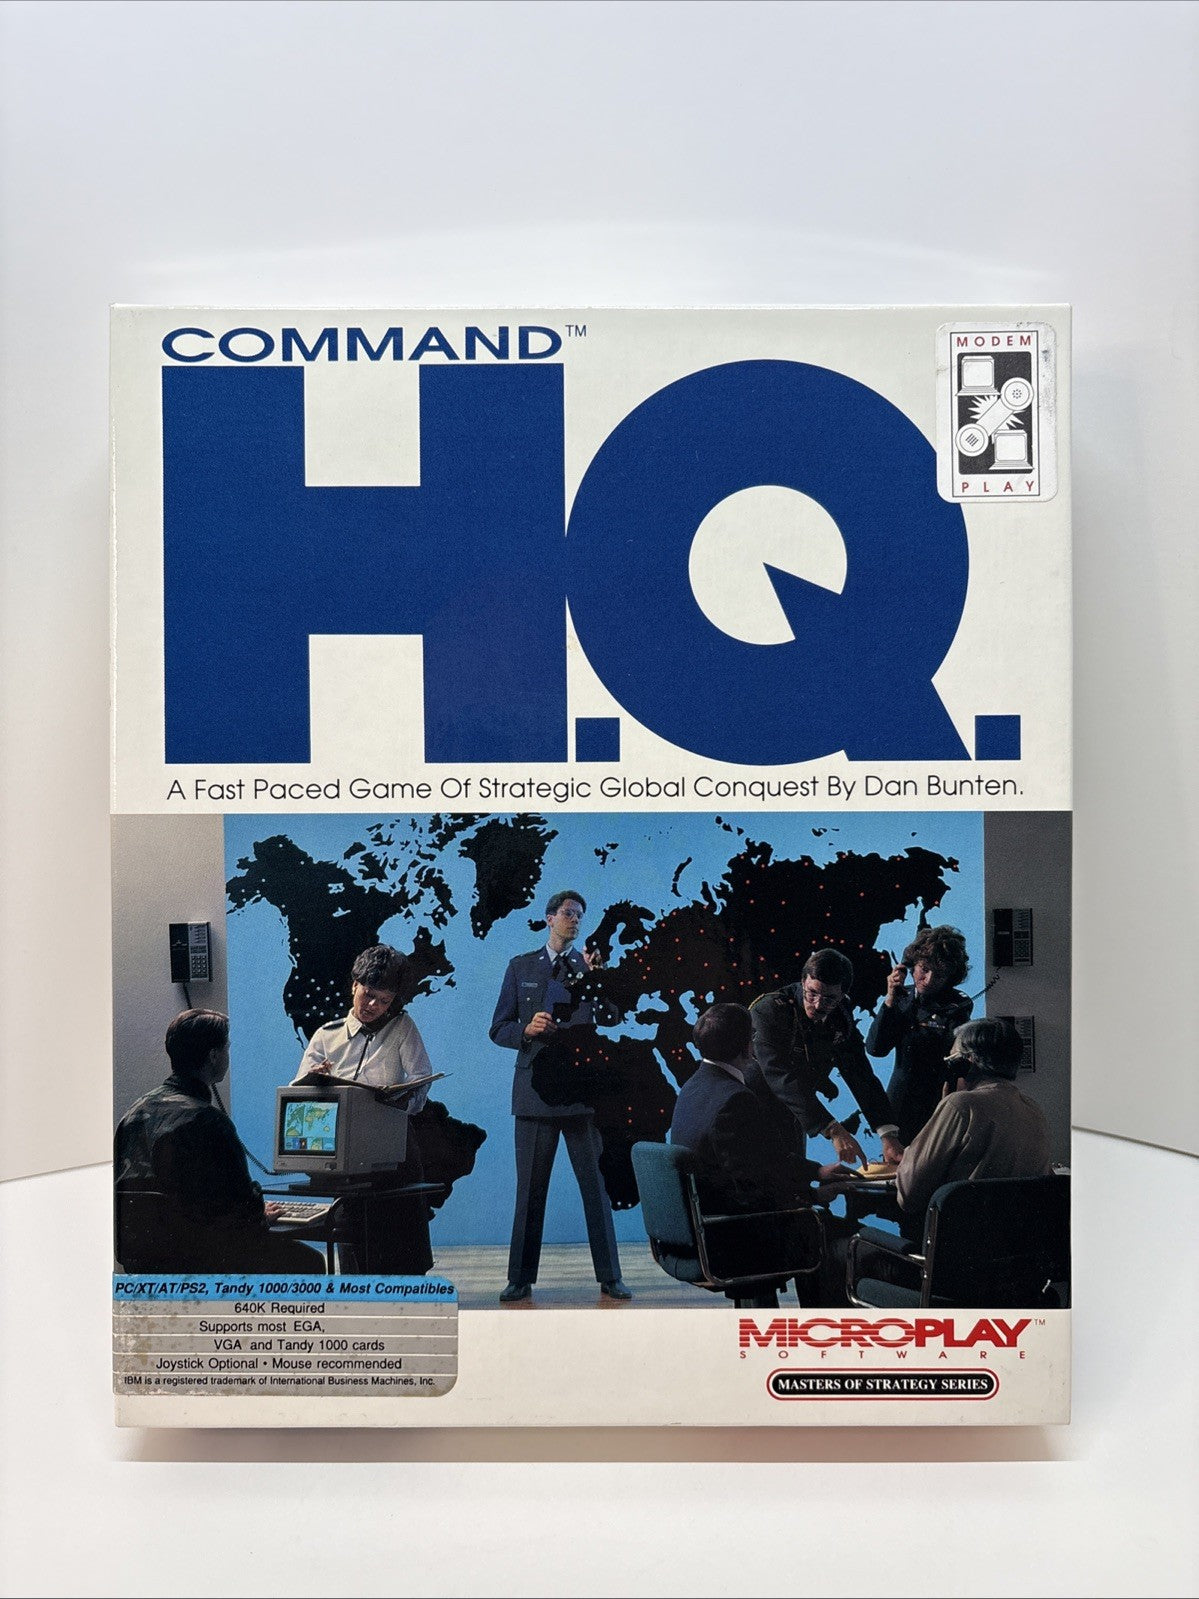 COMMAND™
H.Q.
MODEM
PLAY
A Fast Paced Game Of Strategic Global Conquest By Dan Bunten.
PC/XT/AT/PS2, Tandy 1000/3000 & Most Compatibles
640K Required
Supports most EGA,
VGA and Tandy 1000 cards
Joystick Optional • Mouse recommended
IBM is a registered trademark of International Business Machines, Inc.
MICROPLAY™
SOFTWARE
MASTERS OF STRATEGY SERIES